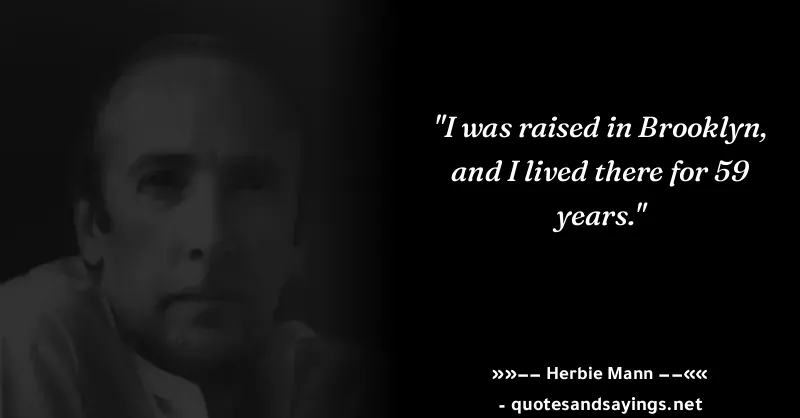 "I was raised in Brooklyn,
and I lived there for 59
years."
»»–– Herbie Mann ––««
- quotesandsayings.net